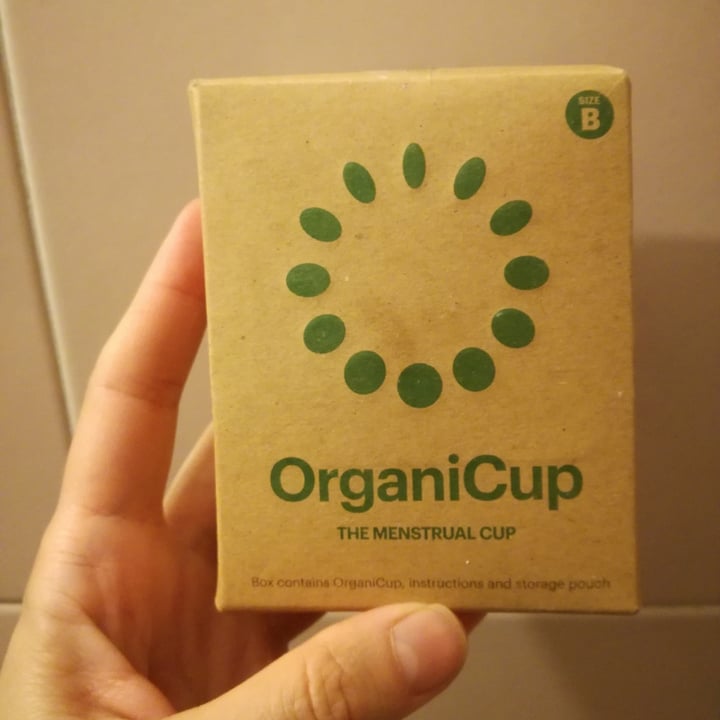 SIZE
B
OrganiCup
THE MENSTRUAL CUP
Box contains OrganiCup, instructions and storage pouch